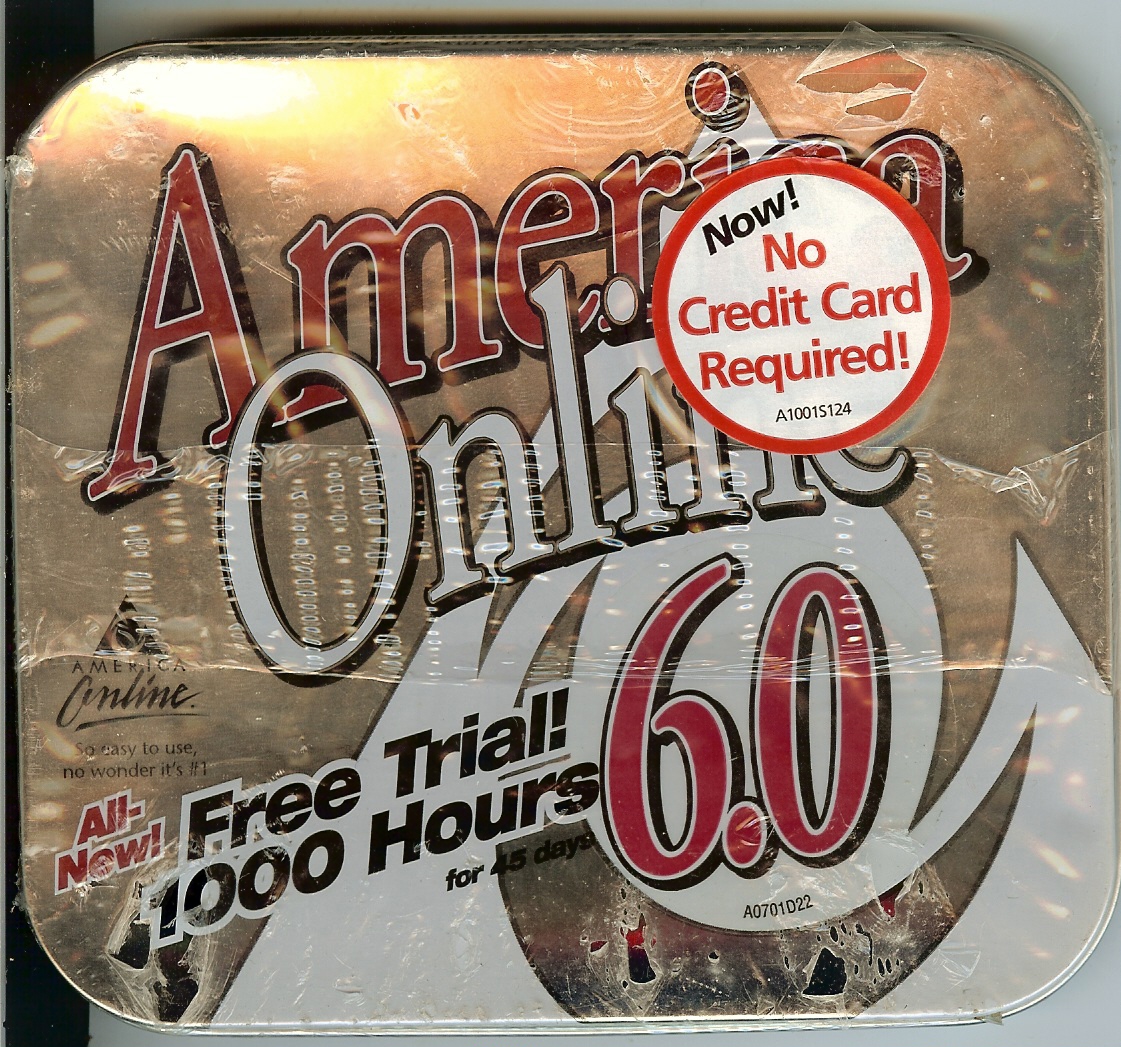 America
Online
6.0
Now!
No
Credit Card
Required!
A1001S124
AMERICA
Online.
So easy to use,
no wonder it's #1
All-
New!
Free Trial!
1000 Hours
for 45 days
A0701D22